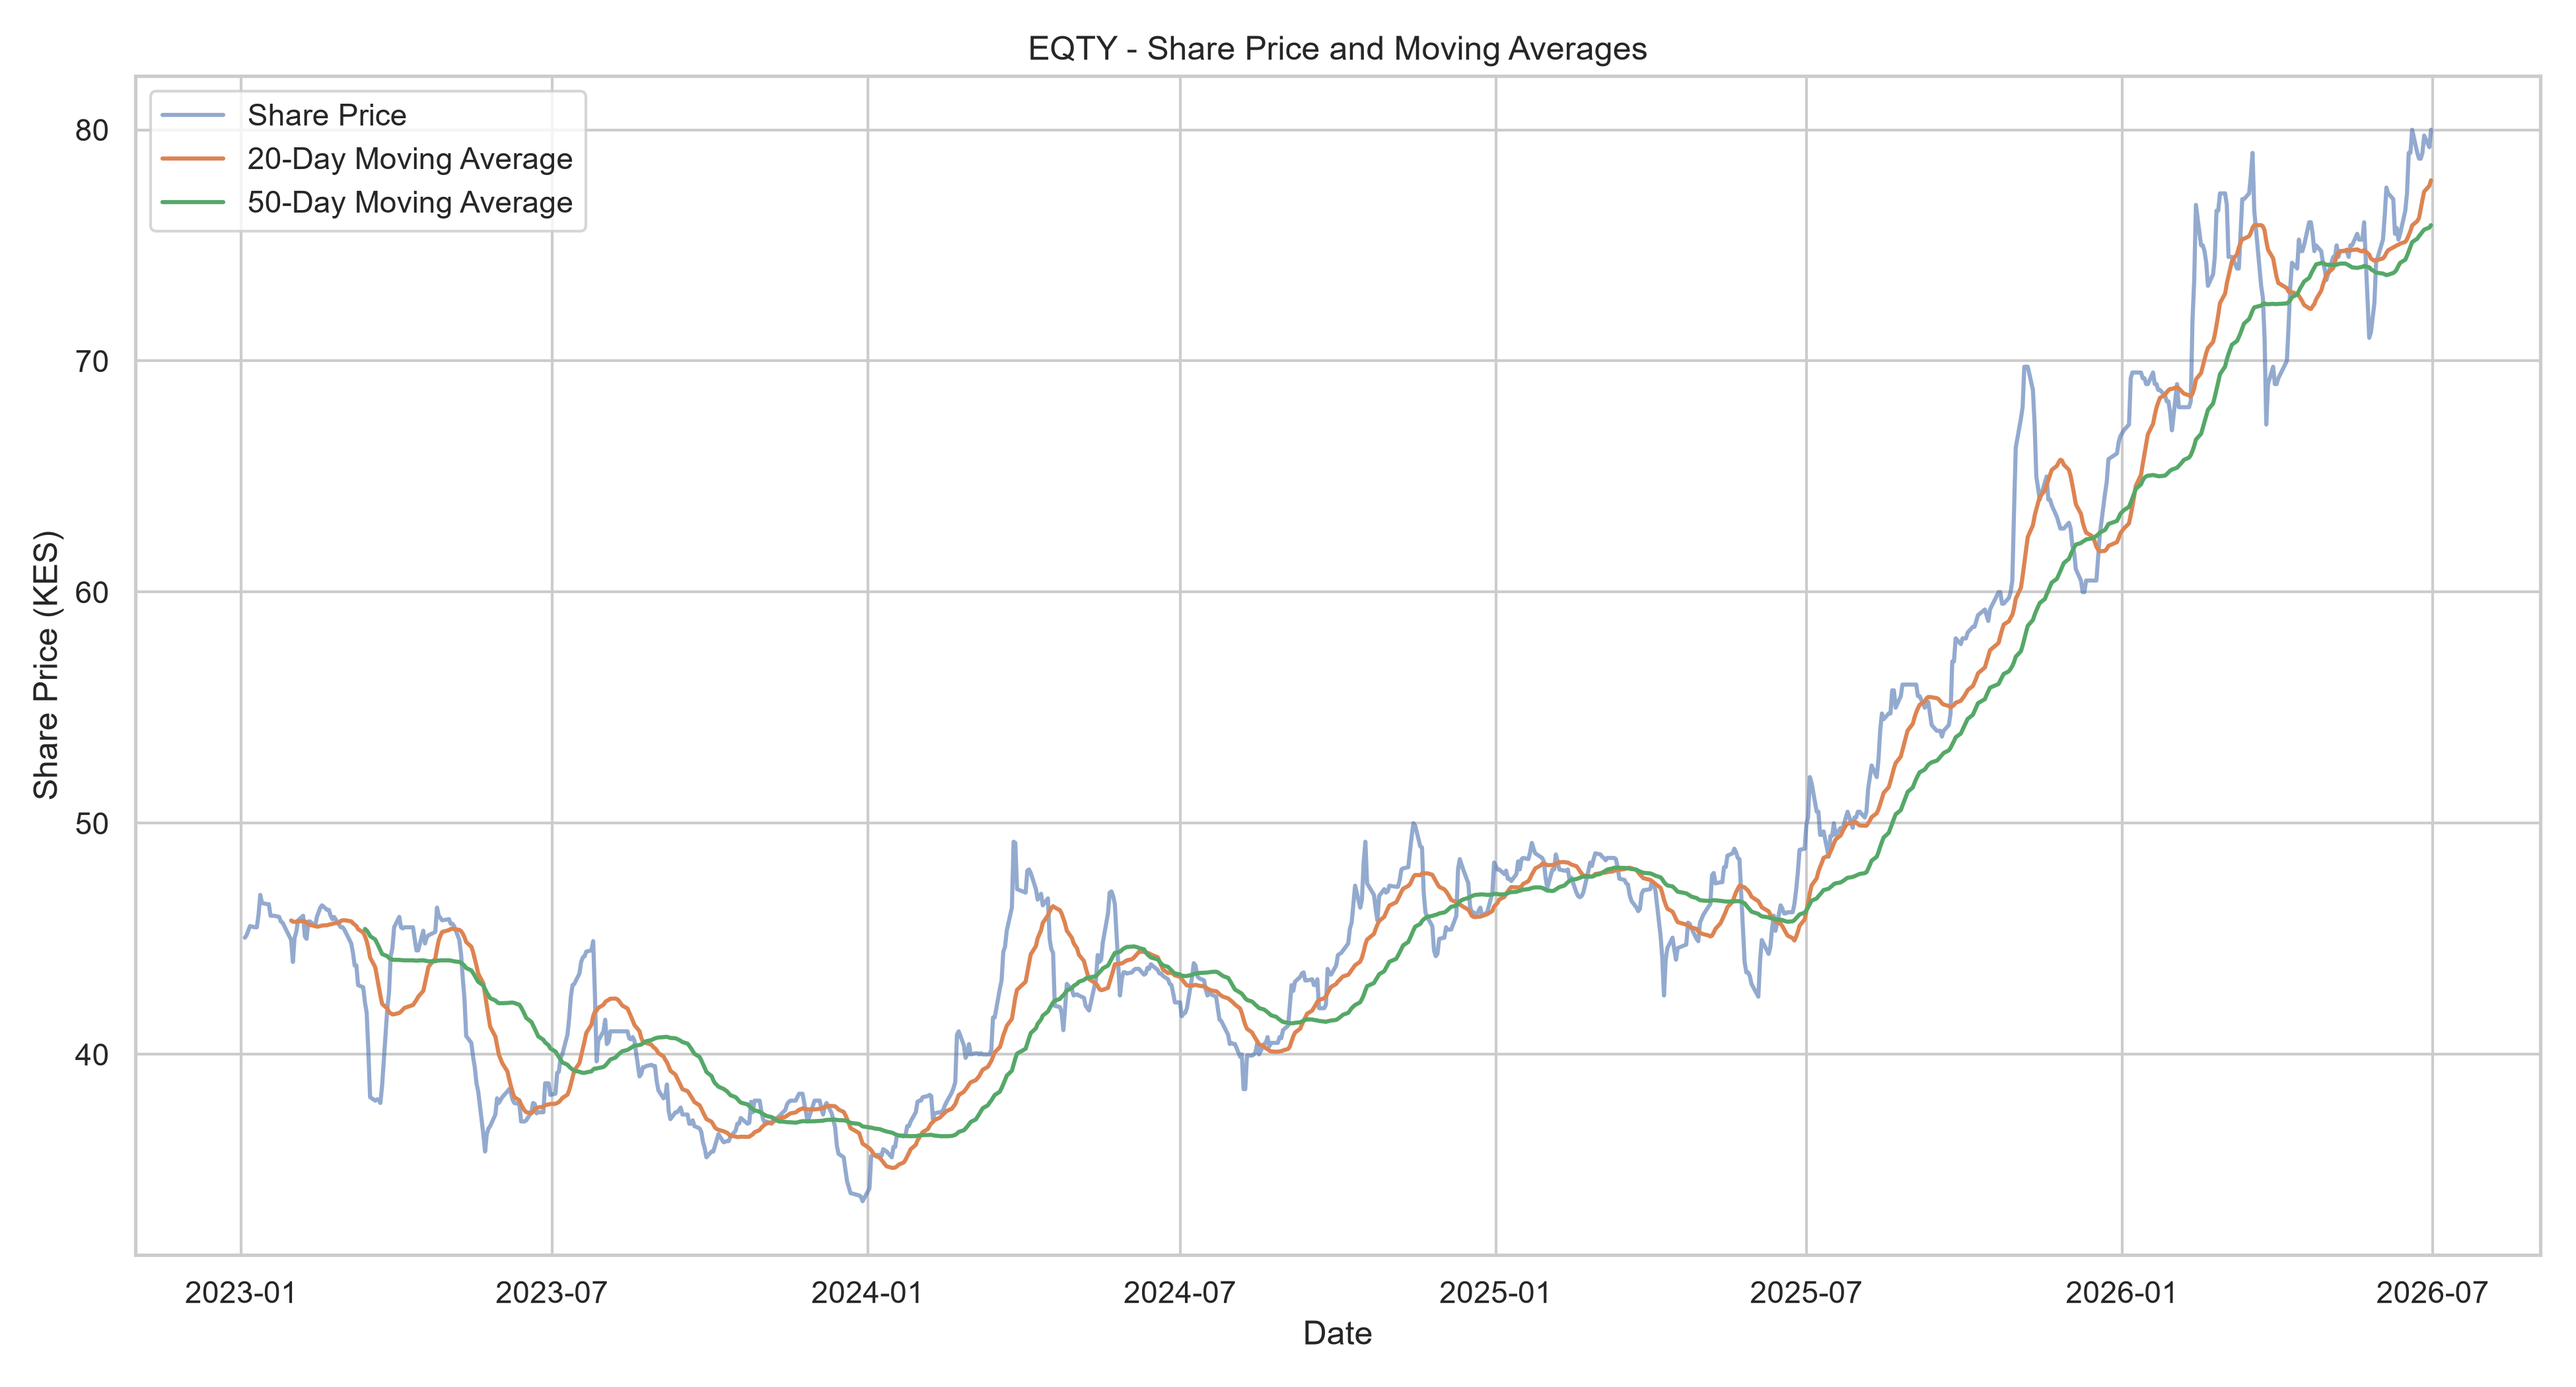 EQTY - Share Price and Moving Averages
Share Price
20-Day Moving Average
50-Day Moving Average
80
70
60
50
40
Share Price (KES)
2023-01
2023-07
2024-01
2024-07
2025-01
2025-07
2026-01
2026-07
Date